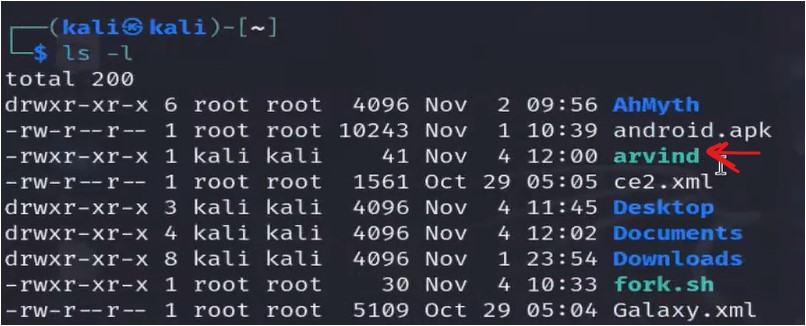 (kali㉿kali)-[~]
$ ls -l
total 200
drwxr-xr-x 6 root root 4096 Nov 2 09:56 AhMyth
-rw-r--r-- 1 root root 10243 Nov 1 10:39 android.apk
-rwxr-xr-x 1 kali kali 41 Nov 4 12:00 arvind
-rw-r--r-- 1 root root 1561 Oct 29 05:05 ce2.xml
drwxr-xr-x 3 kali kali 4096 Nov 4 11:45 Desktop
drwxr-xr-x 4 kali kali 4096 Nov 4 12:02 Documents
drwxr-xr-x 8 kali kali 4096 Nov 1 23:54 Downloads
-rwxr-xr-x 1 root root 30 Nov 4 10:33 fork.sh
-rw-r--r-- 1 root root 5109 Oct 29 05:04 Galaxy.xml